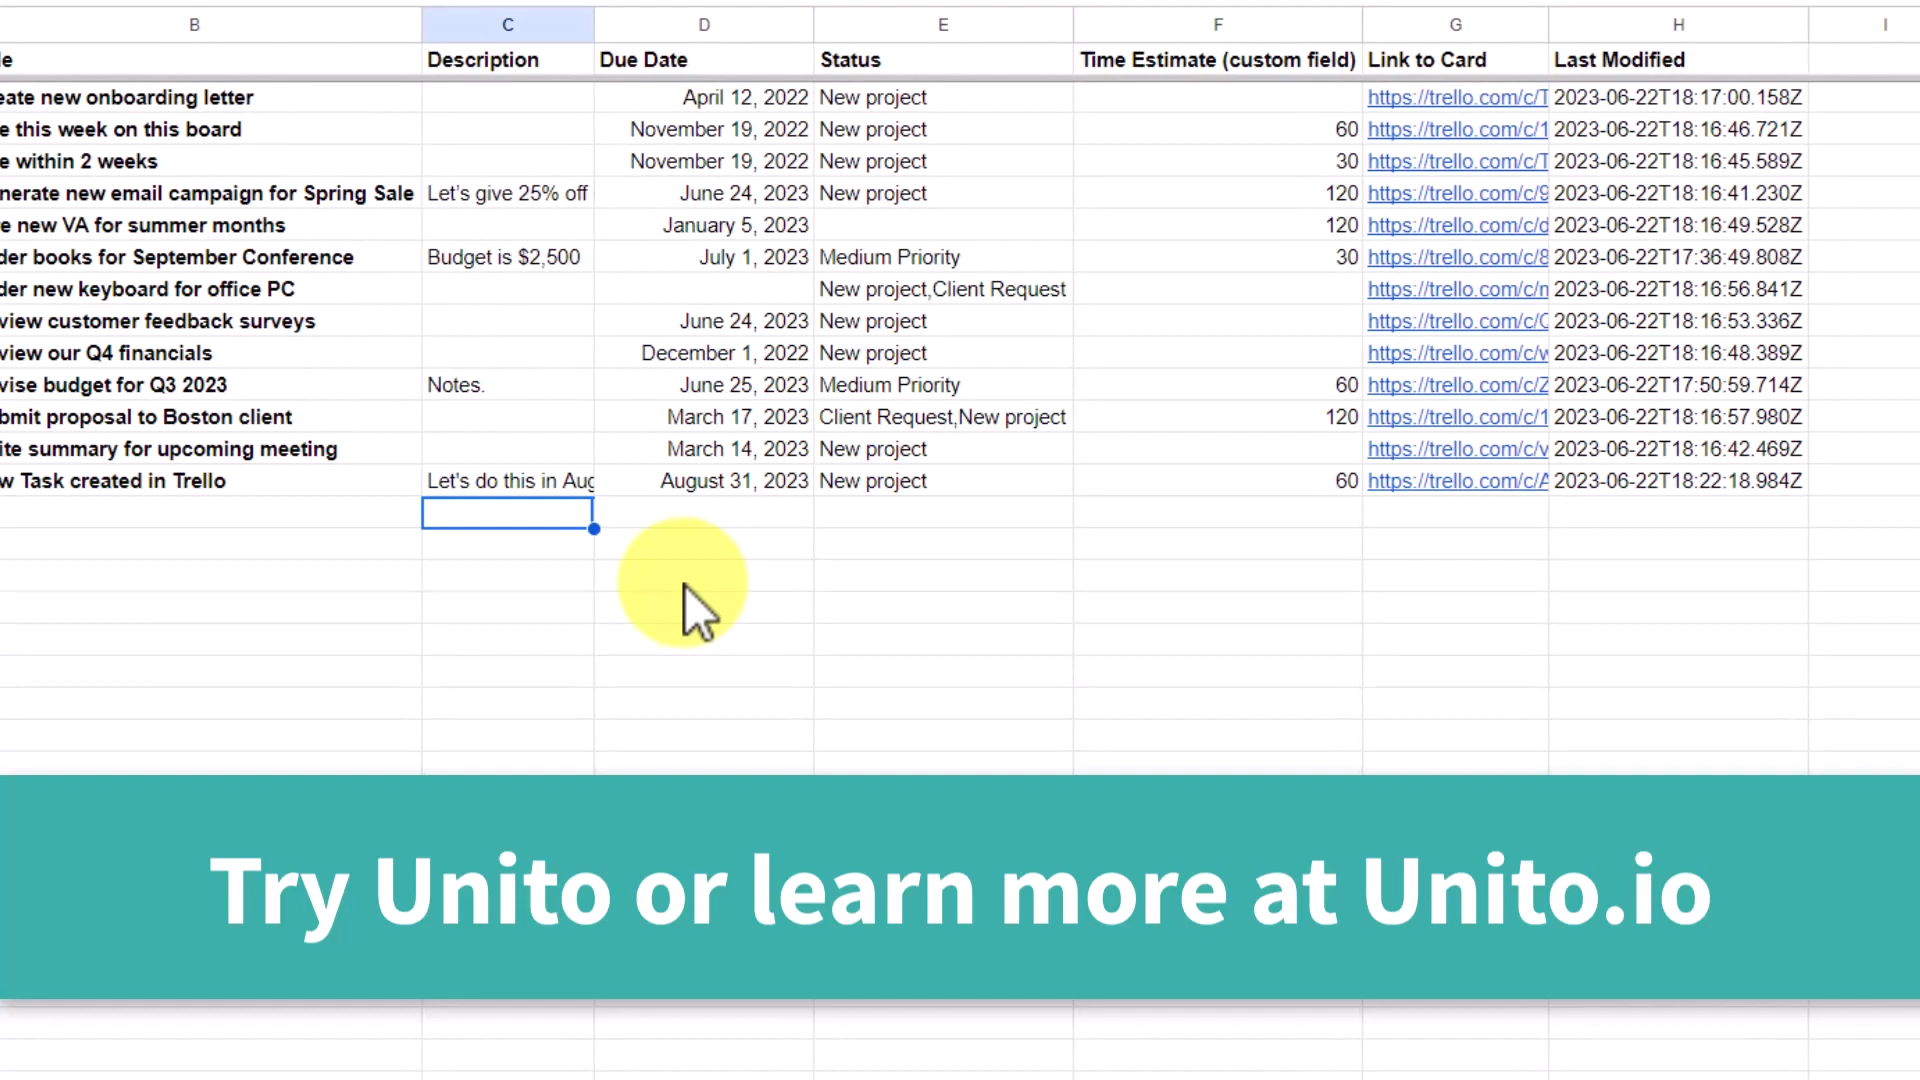 B C D E F G H I
le Description Due Date Status Time Estimate (custom field) Link to Card Last Modified
eate new onboarding letter April 12, 2022 New project https://trello.com/c/T 2023-06-22T18:17:00.158Z
e this week on this board November 19, 2022 New project 60 https://trello.com/c/1 2023-06-22T18:16:46.721Z
e within 2 weeks November 19, 2022 New project 30 https://trello.com/c/T 2023-06-22T18:16:45.589Z
nerate new email campaign for Spring Sale Let's give 25% off June 24, 2023 New project 120 https://trello.com/c/9 2023-06-22T18:16:41.230Z
e new VA for summer months January 5, 2023 120 https://trello.com/c/d 2023-06-22T18:16:49.528Z
der books for September Conference Budget is $2,500 July 1, 2023 Medium Priority 30 https://trello.com/c/8 2023-06-22T17:36:49.808Z
der new keyboard for office PC New project,Client Request https://trello.com/c/n 2023-06-22T18:16:56.841Z
view customer feedback surveys June 24, 2023 New project https://trello.com/c/ 2023-06-22T18:16:53.336Z
view our Q4 financials December 1, 2022 New project https://trello.com/c/w 2023-06-22T18:16:48.389Z
vise budget for Q3 2023 Notes. June 25, 2023 Medium Priority 60 https://trello.com/c/Z 2023-06-22T17:50:59.714Z
bmit proposal to Boston client March 17, 2023 Client Request,New project 120 https://trello.com/c/1 2023-06-22T18:16:57.980Z
ite summary for upcoming meeting March 14, 2023 New project https://trello.com/c/v 2023-06-22T18:16:42.469Z
w Task created in Trello Let's do this in Aug August 31, 2023 New project 60 https://trello.com/c/A 2023-06-22T18:22:18.984Z
Try Unito or learn more at Unito.io